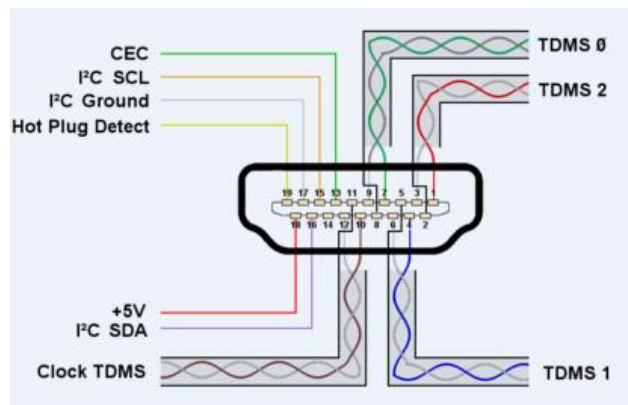 CEC
I²C SCL
I²C Ground
Hot Plug Detect
TDMS 0
TDMS 2
19 17 15 13 11 9 7 5 3 1
18 16 14 12 10 8 6 4 2
+5V
I²C SDA
Clock TDMS
TDMS 1